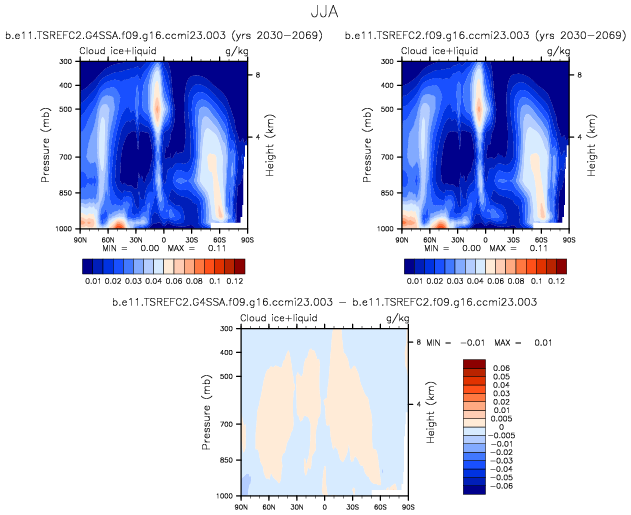 JJA
b.e11.TSREFC2.G4SSA.f09.g16.ccmi23.003 (yrs 2030-2069)
b.e11.TSREFC2.f09.g16.ccmi23.003 (yrs 2030-2069)
Cloud ice+liquid g/kg
Cloud ice+liquid g/kg
Pressure (mb)
300
400
500
700
850
1000
8
4
Height (km)
90N 60N 30N 0 30S 60S 90S
MIN = 0.00 MAX = 0.11
0.01 0.02 0.04 0.06 0.08 0.1 0.12
Pressure (mb)
300
400
500
700
850
1000
8
4
Height (km)
90N 60N 30N 0 30S 60S 90S
MIN = 0.00 MAX = 0.11
0.01 0.02 0.04 0.06 0.08 0.1 0.12
b.e11.TSREFC2.G4SSA.f09.g16.ccmi23.003 - b.e11.TSREFC2.f09.g16.ccmi23.003
Cloud ice+liquid g/kg
Pressure (mb)
300
400
500
700
850
1000
8
4
Height (km)
90N 60N 30N 0 30S 60S 90S
MIN = -0.01 MAX = 0.01
0.06
0.05
0.04
0.03
0.02
0.01
0.005
0
-0.005
-0.01
-0.02
-0.03
-0.04
-0.05
-0.06